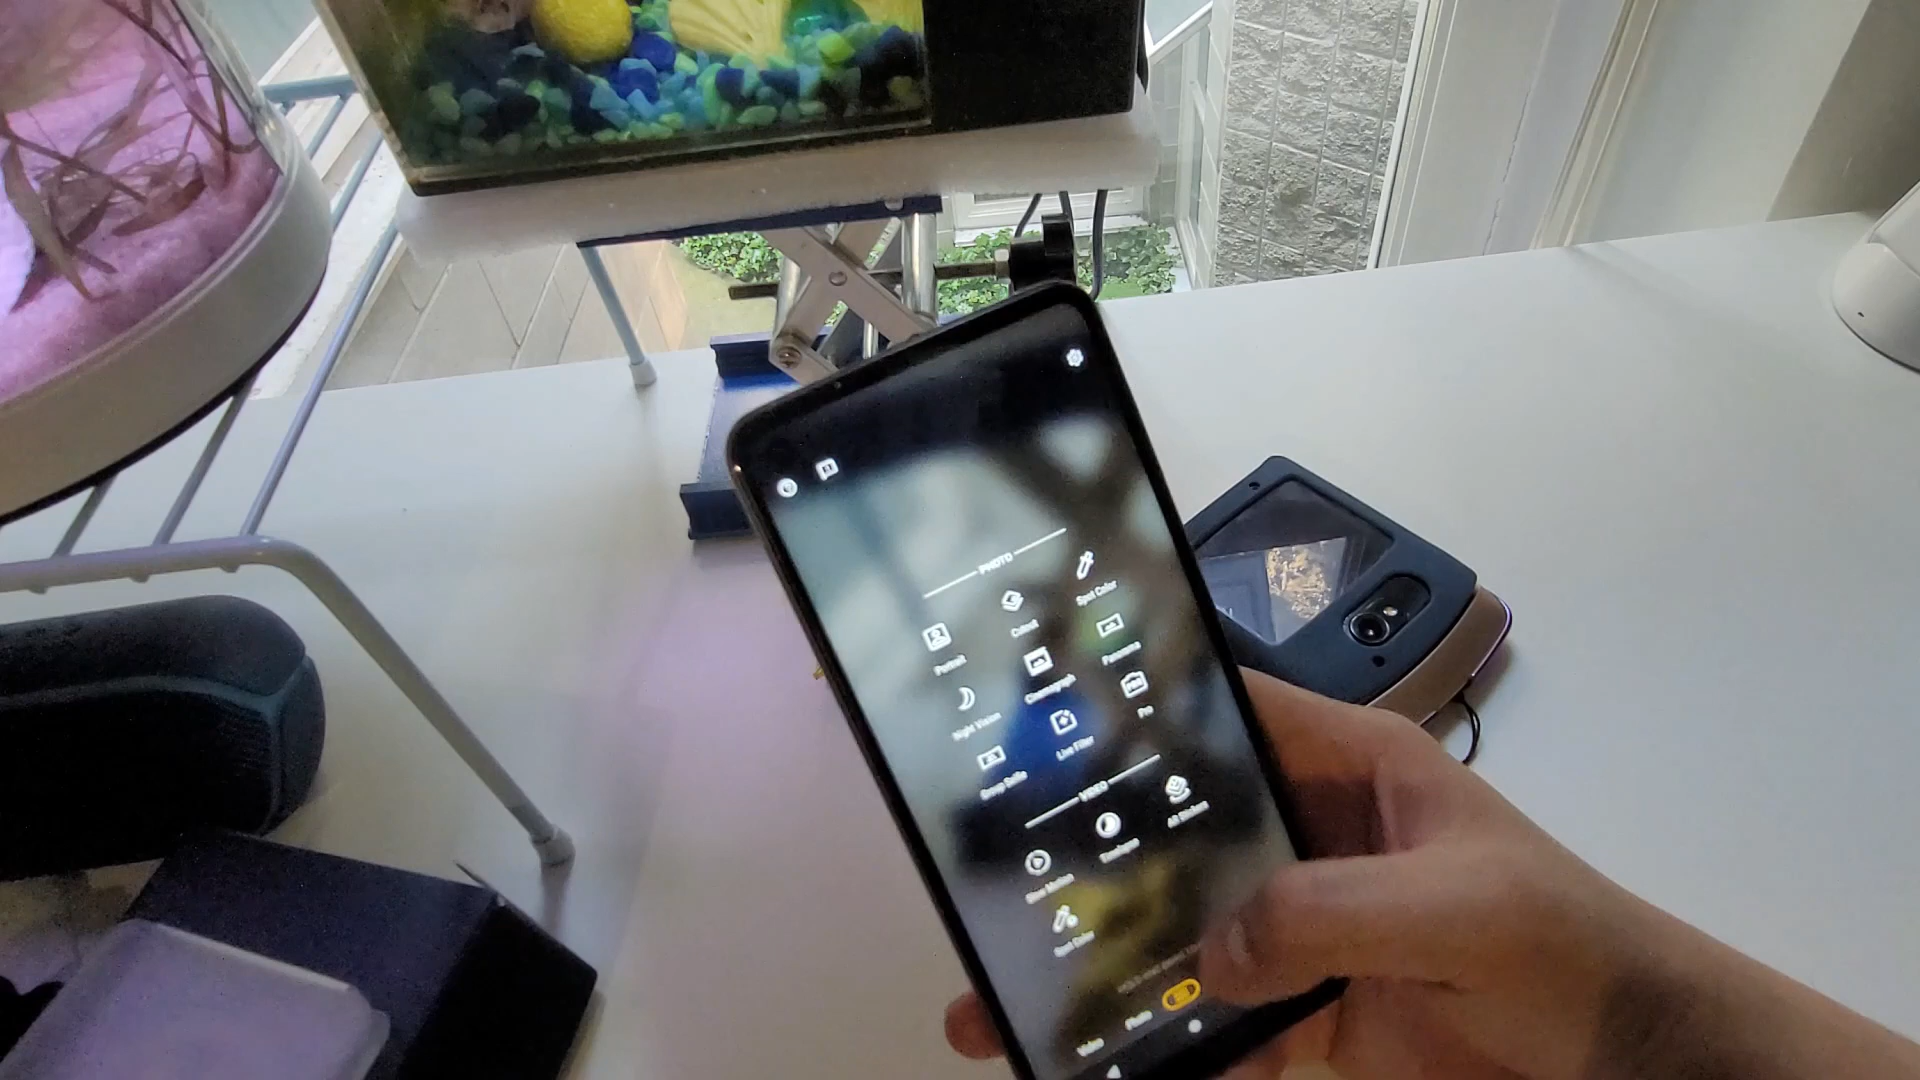 PHOTO
Portrait
Cutout
Spot Color
Night Vision
Cinemagraph
Panorama
Group Selfie
Live Filter
Pro
VIDEO
Slow Motion
Timelapse
AR Stickers
Spot Color
Video
Photo